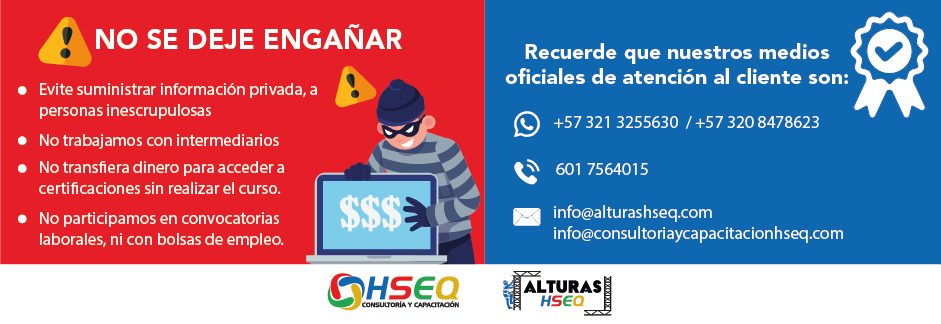 NO SE DEJE ENGAÑAR
Evite suministrar información privada, a
personas inescrupulosas
No trabajamos con intermediarios
No transfiera dinero para acceder a
certificaciones sin realizar el curso.
No participamos en convocatorias
laborales, ni con bolsas de empleo.
$$$
Recuerde que nuestros medios
oficiales de atención al cliente son:
+57 321 3255630 / +57 320 8478623
601 7564015
info@alturashseq.com
info@consultoriaycapacitacionhseq.com
HSEQ
CONSULTORÍA Y CAPACITACIÓN
ALTURAS
HSEQ